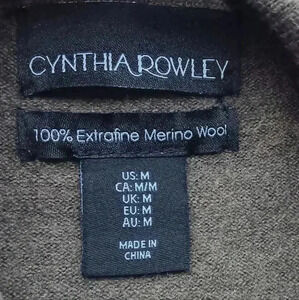 CYNTHIA ROWLEY
100% Extrafine Merino Wool
US: M
CA: M/M
UK: M
EU: M
AU: M
MADE IN
CHINA